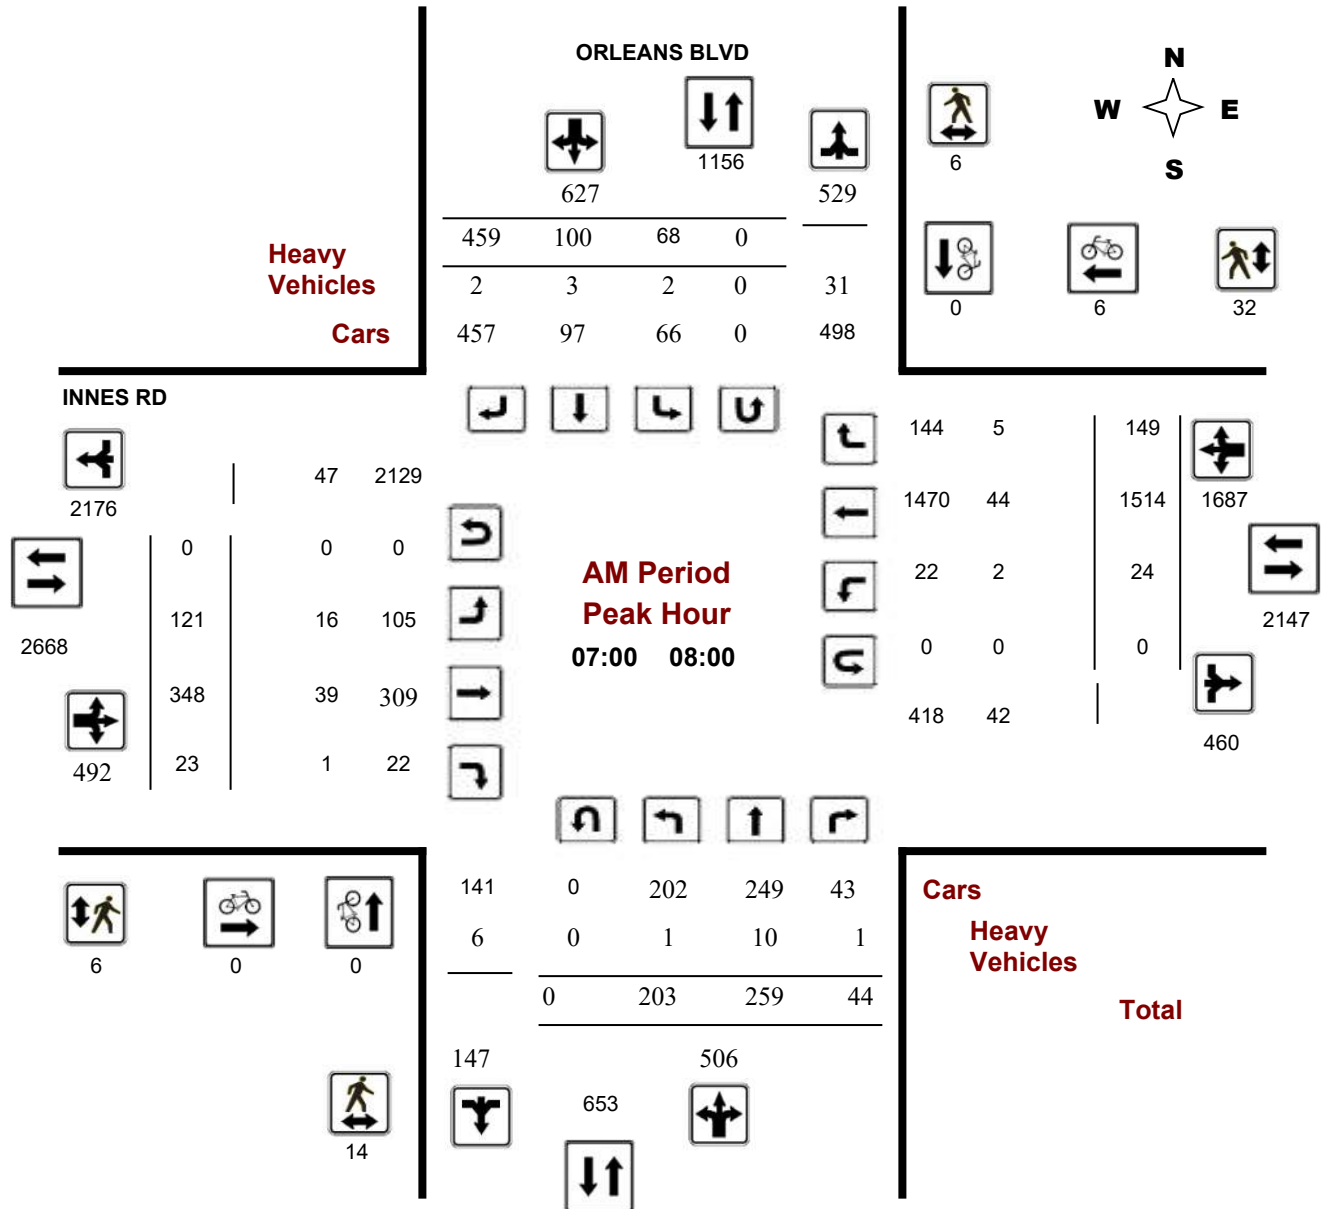 ORLEANS BLVD
N
W E
S
1156
6
627
529
459 100 68 0
Heavy
Vehicles
2 3 2 0 31
0 6 32
Cars
457 97 66 0 498
INNES RD
144 5 149
47 2129
2176
1470 44 1514 1687
0 0 0
AM Period
22 2 24
Peak Hour
121 16 105
2147
2668
07:00 08:00
0 0 0
348 39 309
418 42
460
492
23 1 22
141 0 202 249 43
Cars
6 0 1 10 1
Heavy
Vehicles
6 0 0
0 203 259 44
Total
147 506
653
14